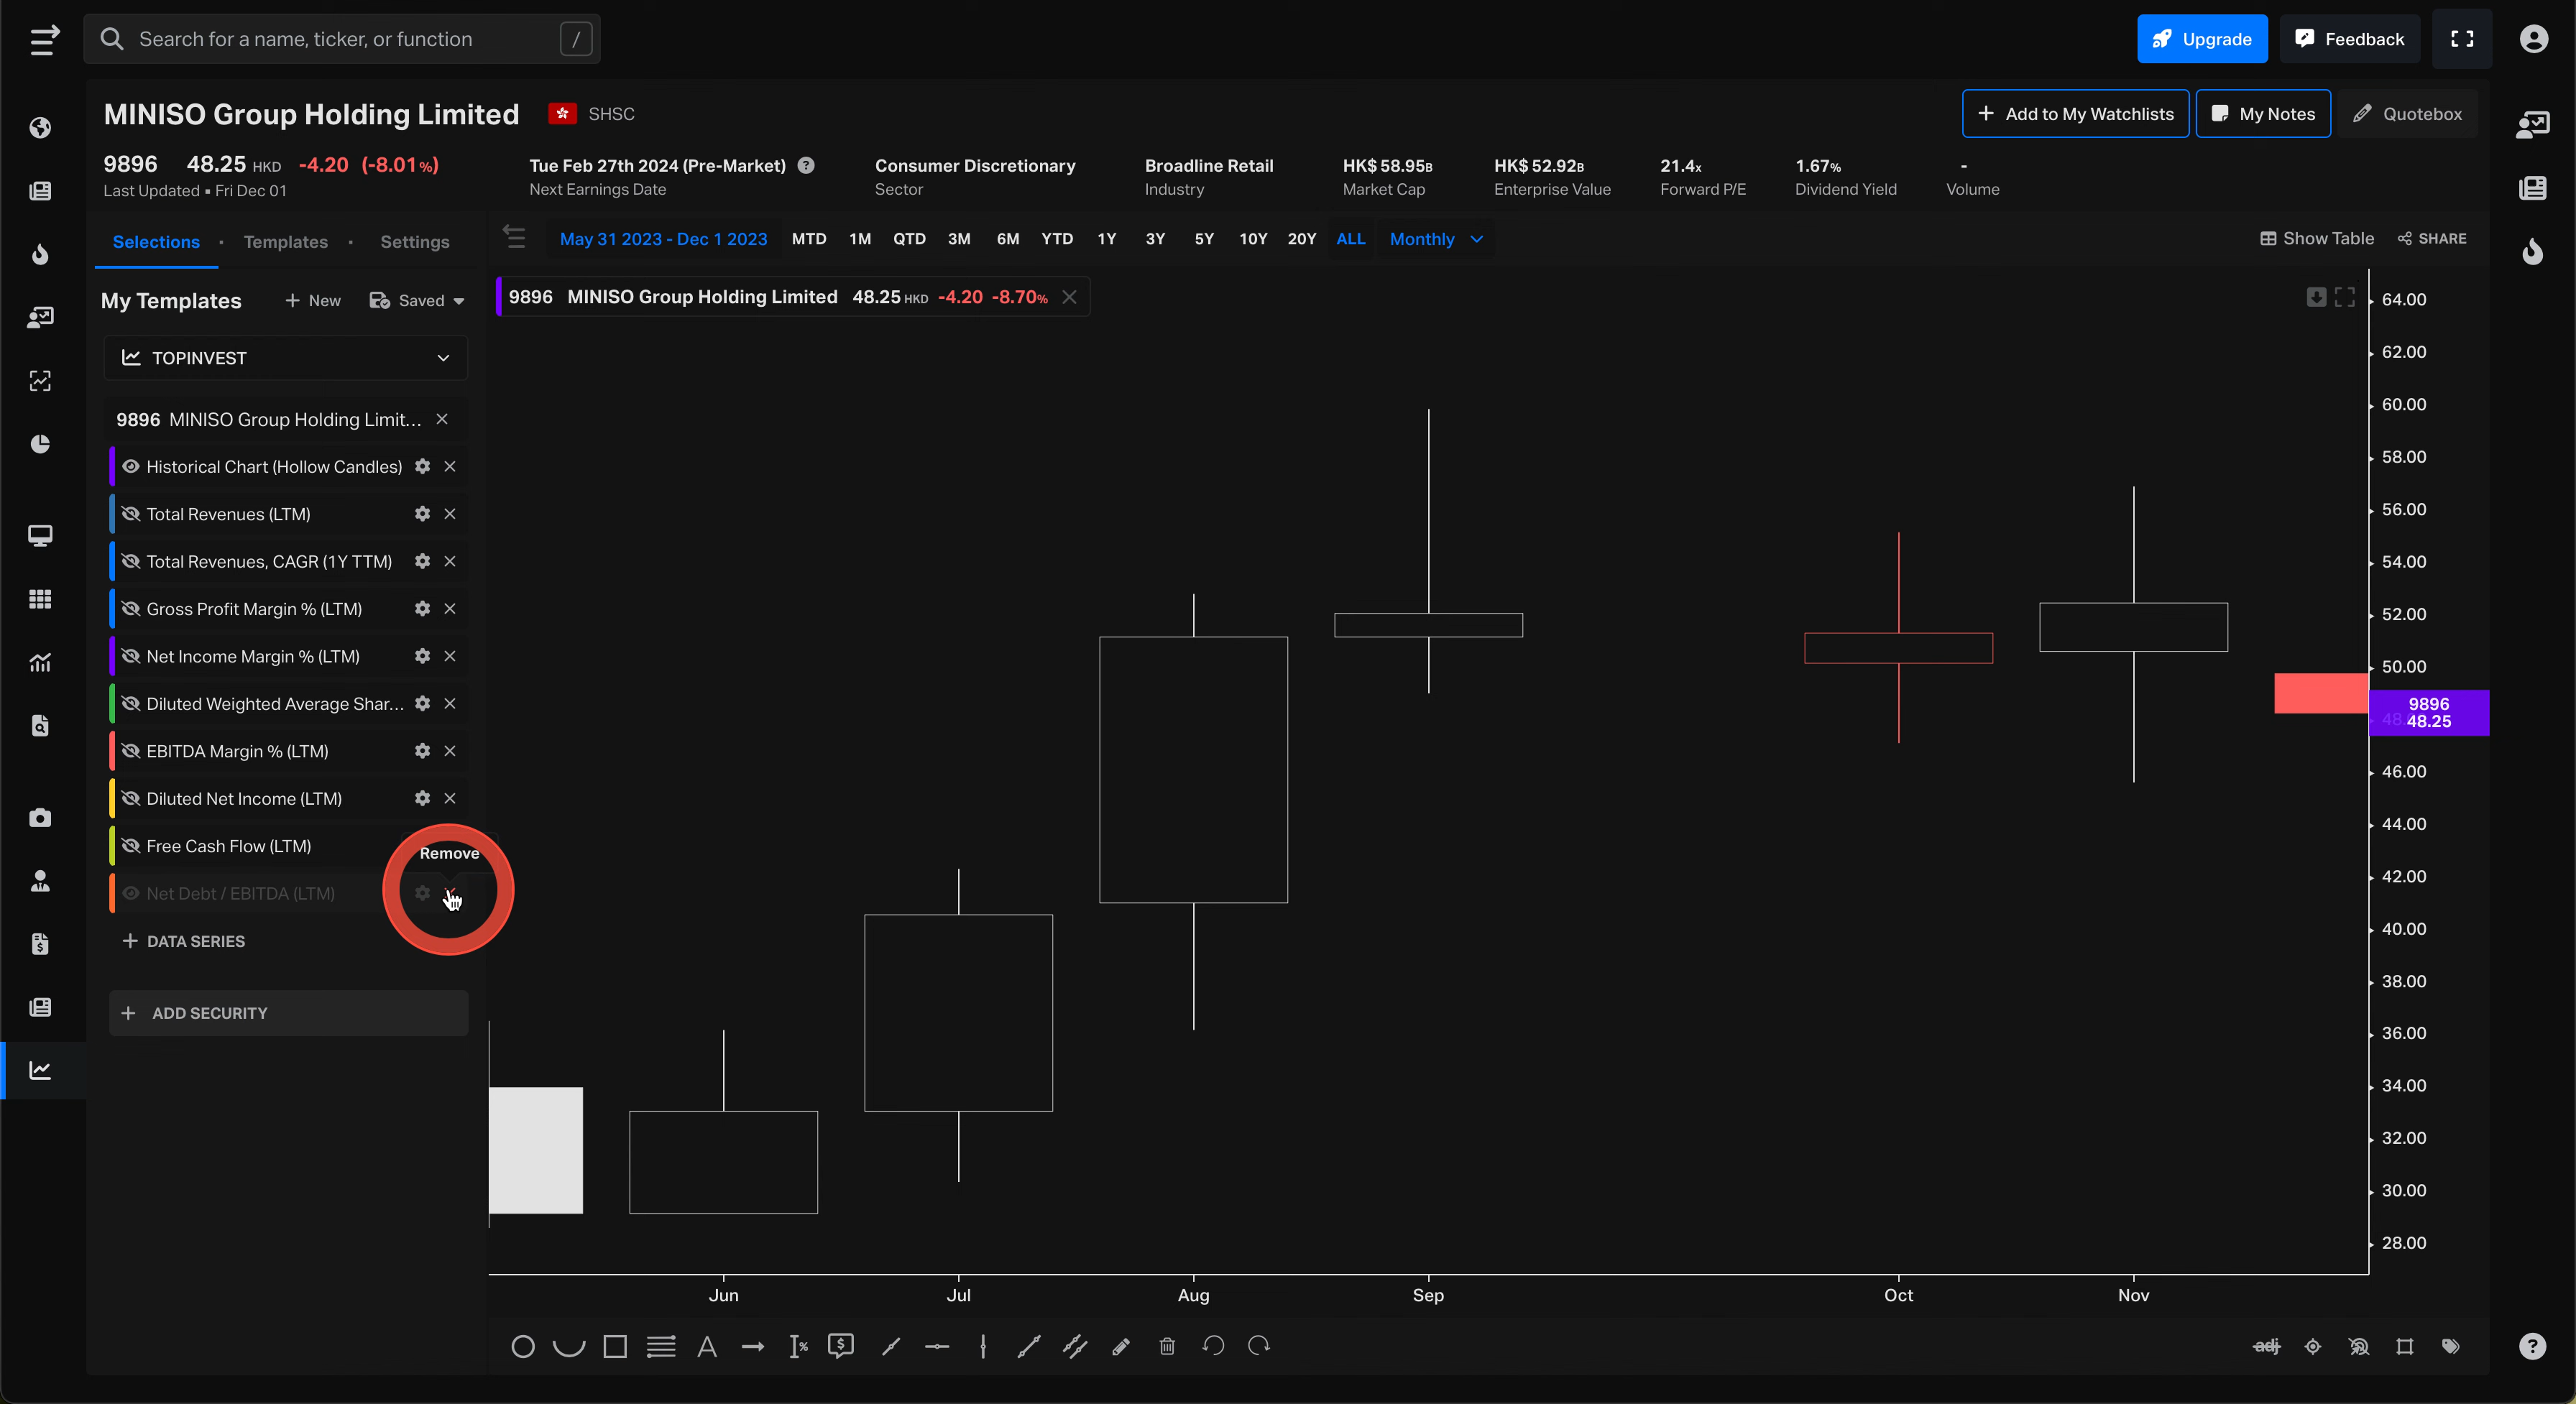 Search for a name, ticker, or function /
Upgrade
Feedback
MINISO Group Holding Limited SHSC
Add to My Watchlists
My Notes
Quotebox
9896 48.25 HKD -4.20 (-8.01%)
Last Updated ▪ Fri Dec 01
Tue Feb 27th 2024 (Pre-Market) ?
Next Earnings Date
Consumer Discretionary
Sector
Broadline Retail
Industry
HK$ 58.95B
Market Cap
HK$ 52.92B
Enterprise Value
21.4x
Forward P/E
1.67%
Dividend Yield
-
Volume
Selections · Templates · Settings
May 31 2023 - Dec 1 2023 MTD 1M QTD 3M 6M YTD 1Y 3Y 5Y 10Y 20Y ALL Monthly
Show Table SHARE
My Templates + New Saved
9896 MINISO Group Holding Limited 48.25 HKD -4.20 -8.70%
TOPINVEST
9896 MINISO Group Holding Limit...
Historical Chart (Hollow Candles)
Total Revenues (LTM)
Total Revenues, CAGR (1Y TTM)
Gross Profit Margin % (LTM)
Net Income Margin % (LTM)
Diluted Weighted Average Shar...
EBITDA Margin % (LTM)
Diluted Net Income (LTM)
Free Cash Flow (LTM)
Remove
Net Debt / EBITDA (LTM)
+ DATA SERIES
+ ADD SECURITY
64.00
62.00
60.00
58.00
56.00
54.00
52.00
50.00
9896
48.25
46.00
44.00
42.00
40.00
38.00
36.00
34.00
32.00
30.00
28.00
Jun Jul Aug Sep Oct Nov
A
%
$
adj
?